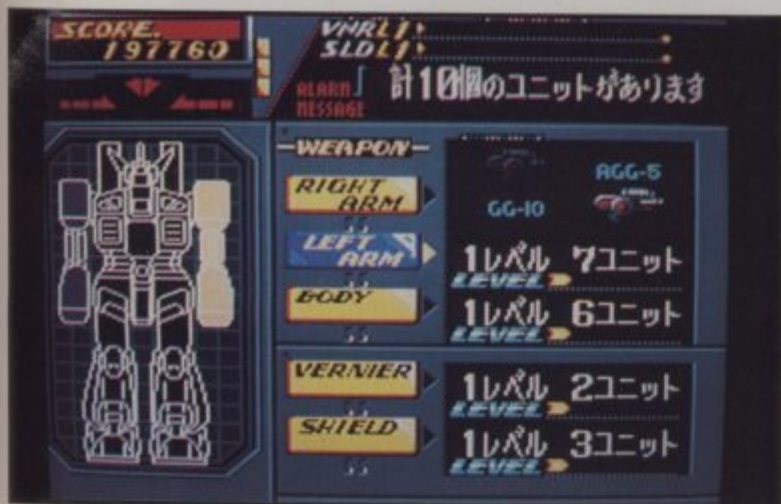 SCORE.
197760
VNRL1
SLDL1
ALARM
MESSAGE
計10個のユニットがあります
WEAPON
RIGHT ARM
AGG-5
GG-10
LEFT ARM
1レベル 7ユニット
LEVEL
BODY
1レベル 6ユニット
LEVEL
VERNIER
1レベル 2ユニット
LEVEL
SHIELD
1レベル 3ユニット
LEVEL